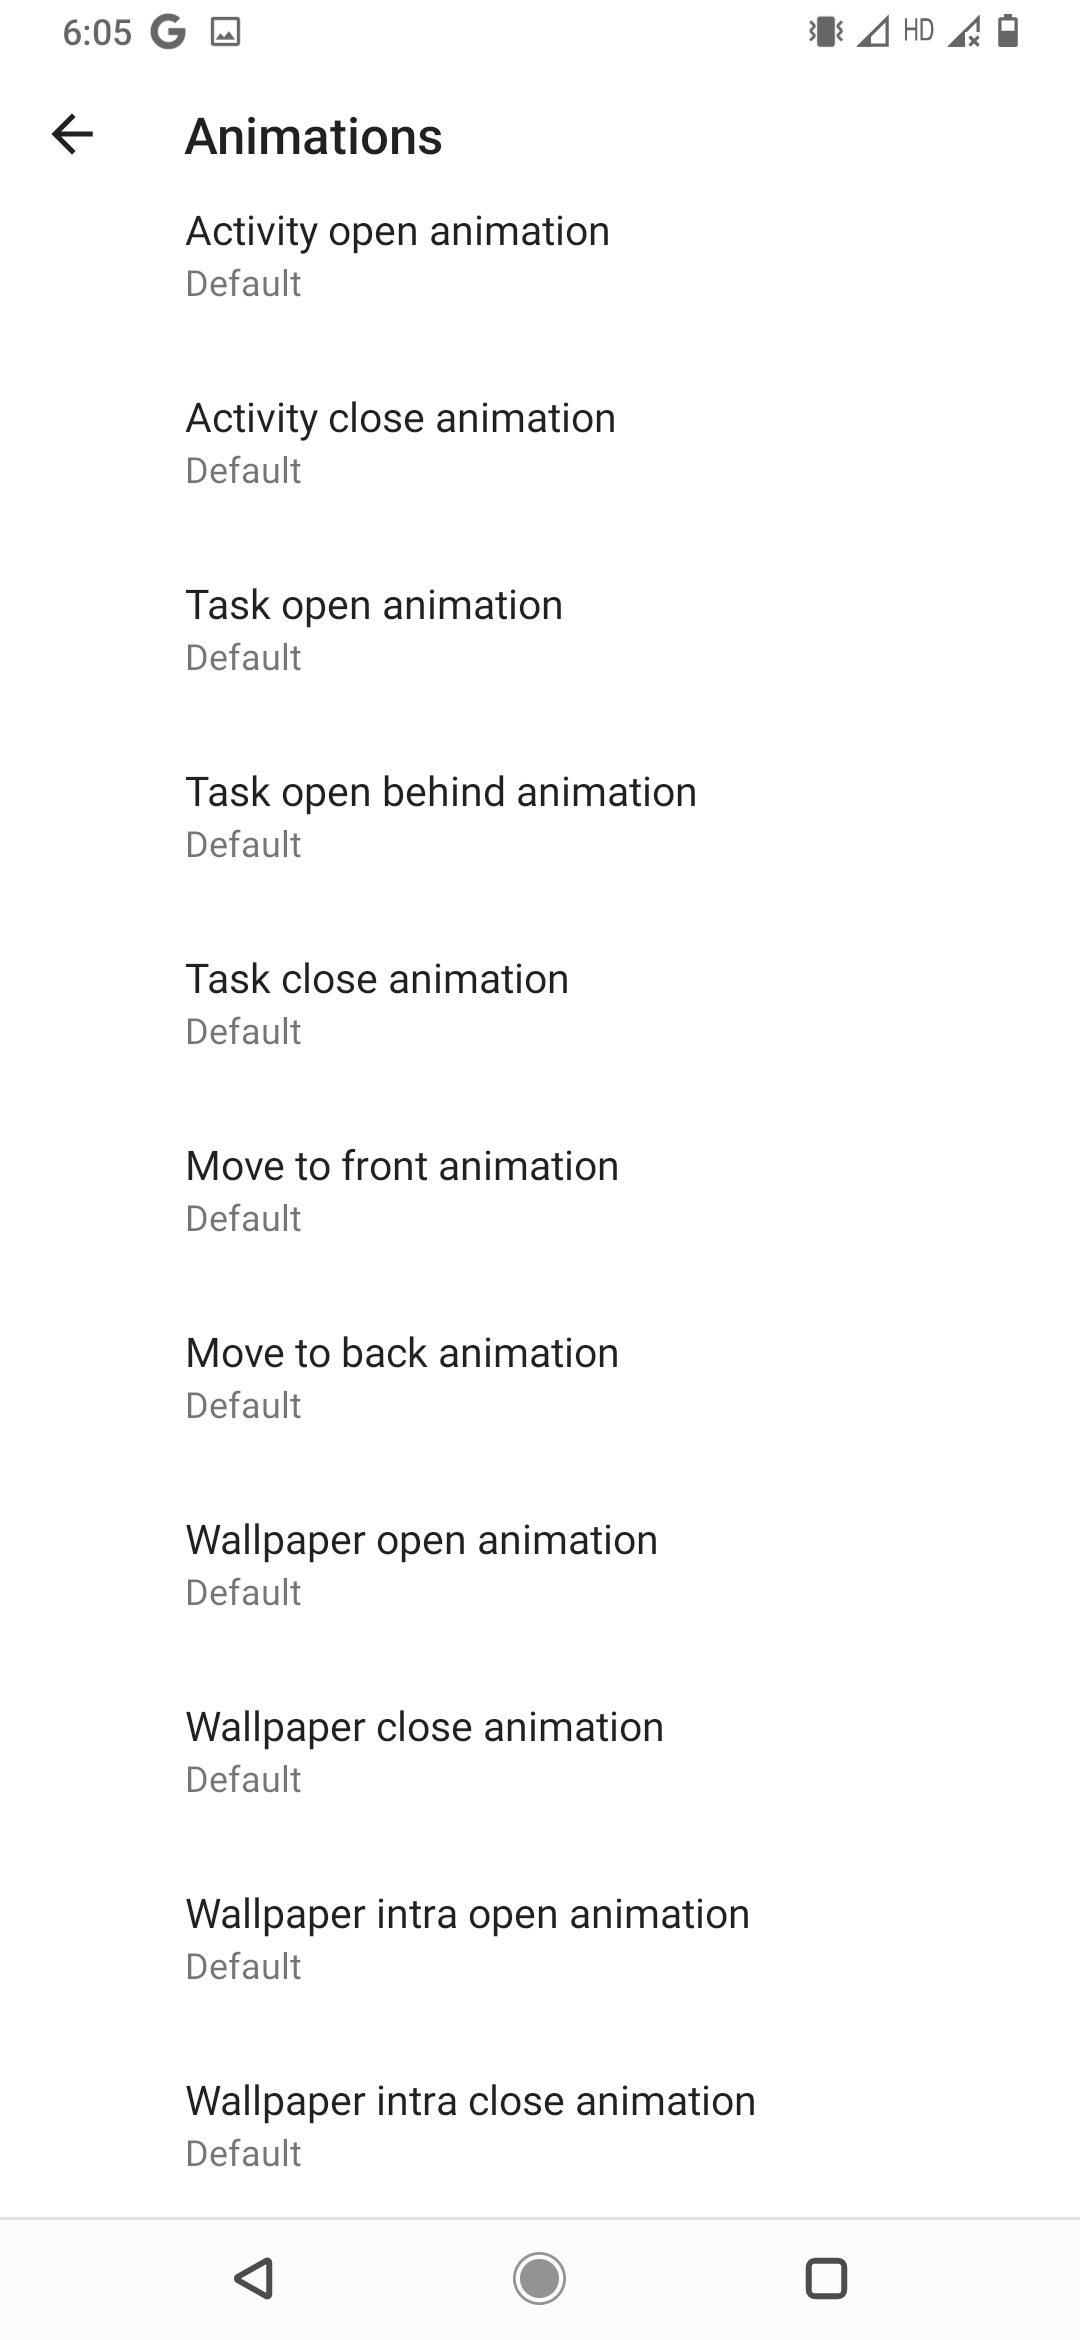 6:05 G HD
Animations
Activity open animation
Default
Activity close animation
Default
Task open animation
Default
Task open behind animation
Default
Task close animation
Default
Move to front animation
Default
Move to back animation
Default
Wallpaper open animation
Default
Wallpaper close animation
Default
Wallpaper intra open animation
Default
Wallpaper intra close animation
Default